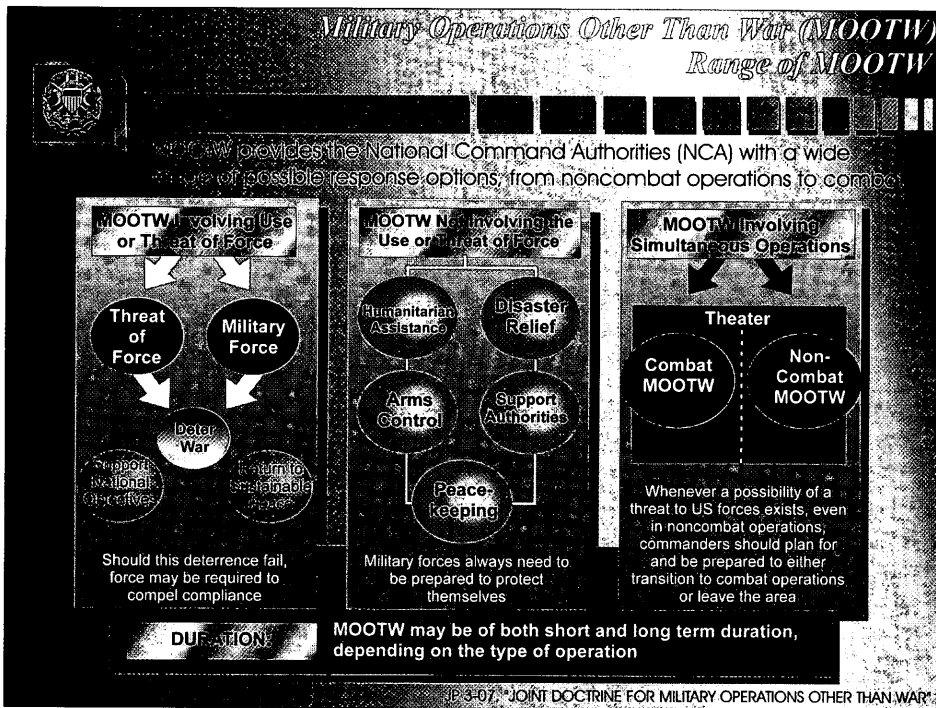 Military Operations Other Than War (MOOTW)
Range of MOOTW
provides the National Command Authorities (NCA) with a wide
of possible response options, from noncombat operations to combat
MOOTW Involving Use
or Threat of Force
Threat
of
Force
Military
Force
Deter
War
Support
National
Objectives
Return to
Sustainable
Peace
Should this deterrence fail,
force may be required to
compel compliance
MOOTW Not Involving the
Use or Threat of Force
Humanitarian
Assistance
Disaster
Relief
Arms
Control
Support
Authorities
Peace-
keeping
Military forces always need to
be prepared to protect
themselves
MOOTW Involving
Simultaneous Operations
Theater
Combat
MOOTW
Non-
Combat
MOOTW
Whenever a possibility of a
threat to US forces exists, even
in noncombat operations,
commanders should plan for
and be prepared to either
transition to combat operations
or leave the area
DURATION
MOOTW may be of both short and long term duration,
depending on the type of operation
JP 3-07, "JOINT DOCTRINE FOR MILITARY OPERATIONS OTHER THAN WAR"